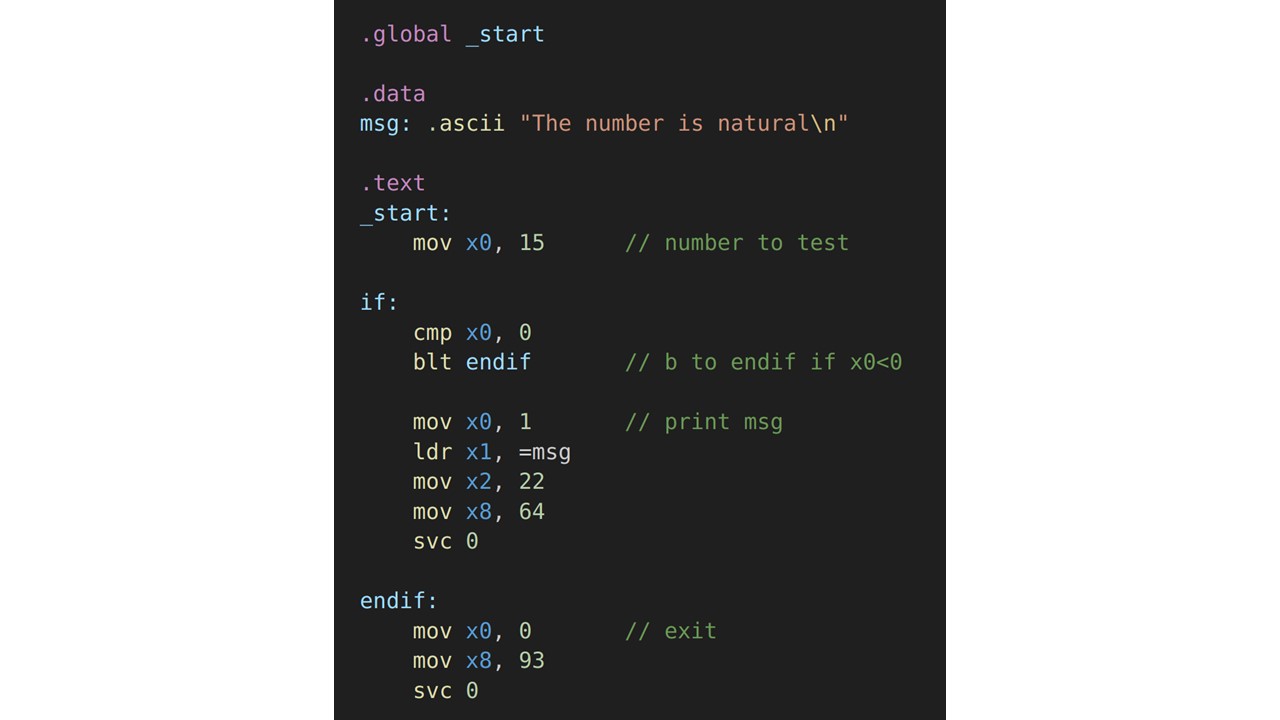 .global _start
.data
msg: .ascii "The number is natural\n"
.text
_start:
mov x0, 15 // number to test
if:
cmp x0, 0
blt endif // b to endif if x0<0
mov x0, 1 // print msg
ldr x1, =msg
mov x2, 22
mov x8, 64
svc 0
endif:
mov x0, 0 // exit
mov x8, 93
svc 0